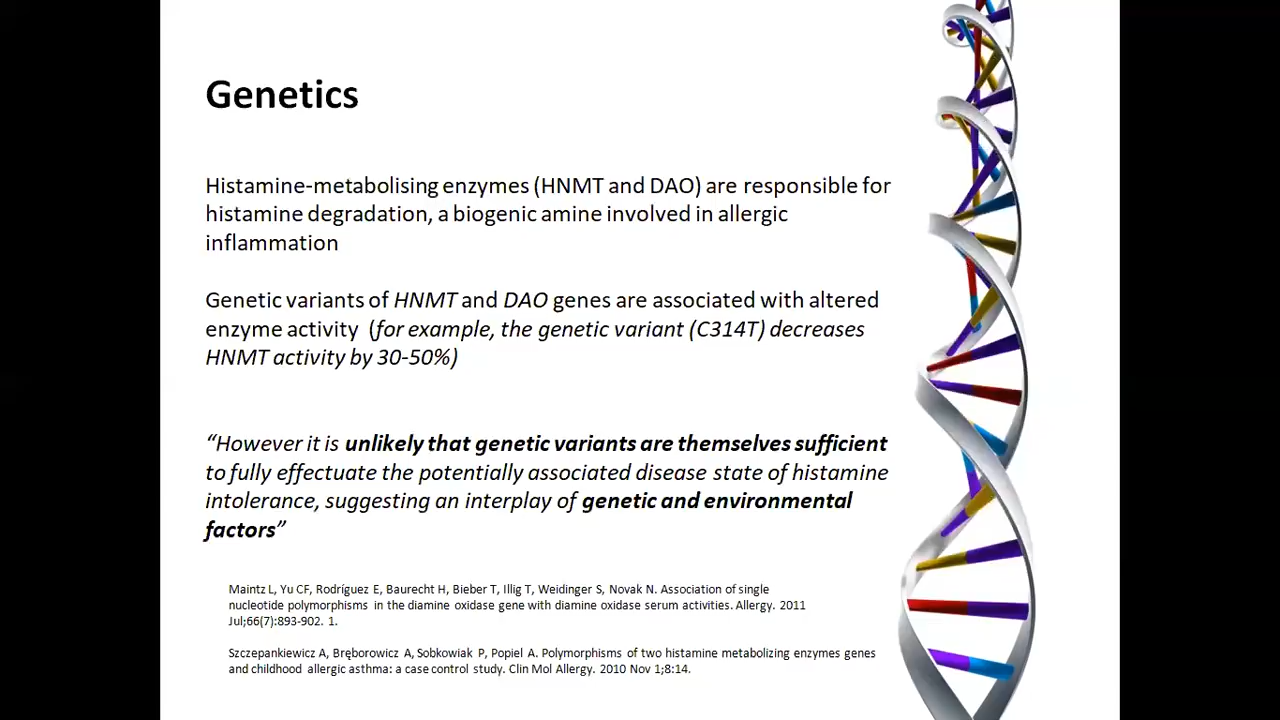 Genetics
Histamine-metabolising enzymes (HNMT and DAO) are responsible for
histamine degradation, a biogenic amine involved in allergic
inflammation
Genetic variants of HNMT and DAO genes are associated with altered
enzyme activity (for example, the genetic variant (C314T) decreases
HNMT activity by 30-50%)
“However it is unlikely that genetic variants are themselves sufficient
to fully effectuate the potentially associated disease state of histamine
intolerance, suggesting an interplay of genetic and environmental
factors”
Maintz L, Yu CF, Rodríguez E, Baurecht H, Bieber T, Illig T, Weidinger S, Novak N. Association of single
nucleotide polymorphisms in the diamine oxidase gene with diamine oxidase serum activities. Allergy. 2011
Jul;66(7):893-902. 1.
Szczepankiewicz A, Bręborowicz A, Sobkowiak P, Popiel A. Polymorphisms of two histamine metabolizing enzymes genes
and childhood allergic asthma: a case control study. Clin Mol Allergy. 2010 Nov 1;8:14.